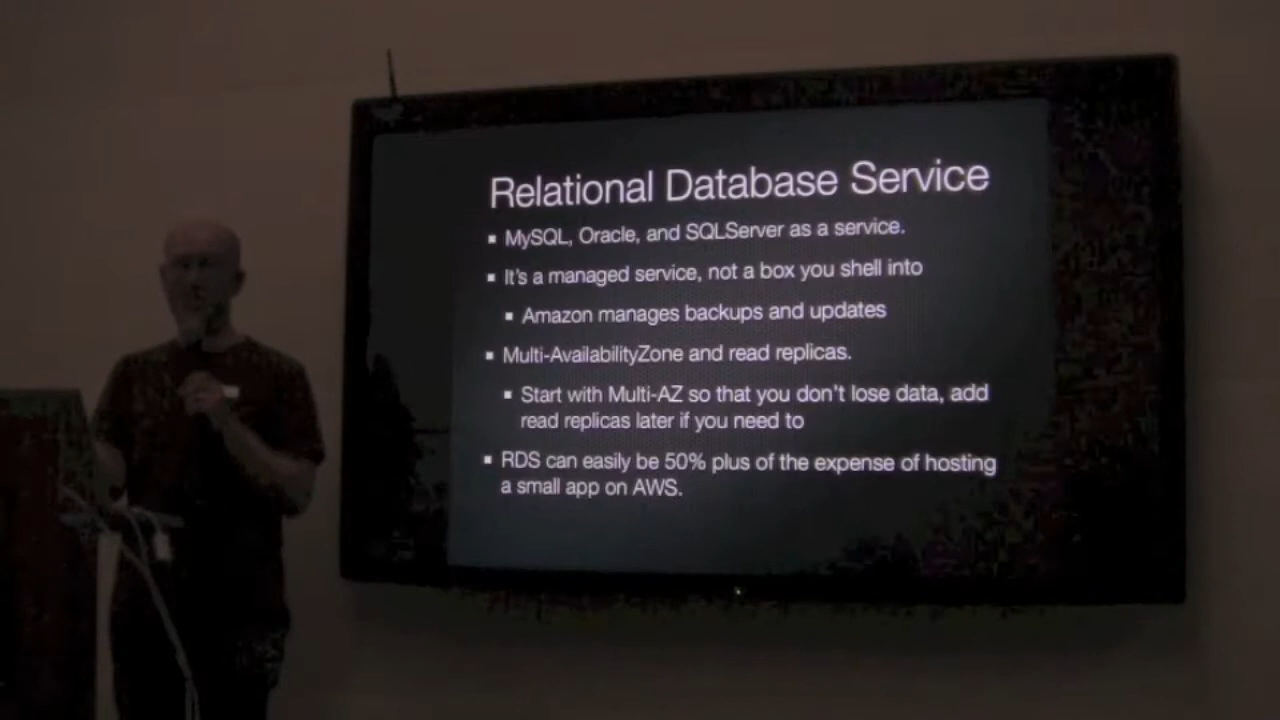 Relational Database Service
▪ MySQL, Oracle, and SQLServer as a service.
▪ It's a managed service, not a box you shell into
▪ Amazon manages backups and updates
▪ Multi-AvailabilityZone and read replicas.
▪ Start with Multi-AZ so that you don't lose data, add
read replicas later if you need to
▪ RDS can easily be 50% plus of the expense of hosting
a small app on AWS.